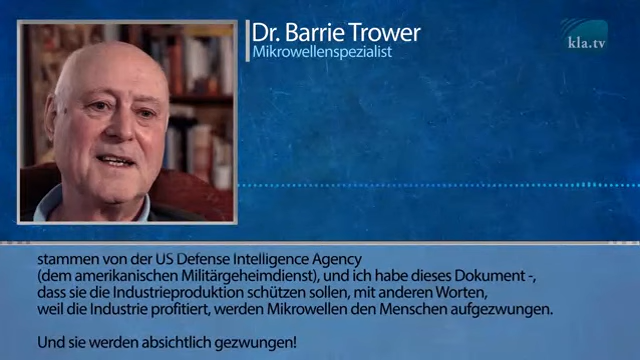 Dr. Barrie Trower
Mikrowellenspezialist
kla.tv
stammen von der US Defense Intelligence Agency
(dem amerikanischen Militärgeheimdienst), und ich habe dieses Dokument -,
dass sie die Industrieproduktion schützen sollen, mit anderen Worten,
weil die Industrie profitiert, werden Mikrowellen den Menschen aufgezwungen.
Und sie werden absichtlich gezwungen!